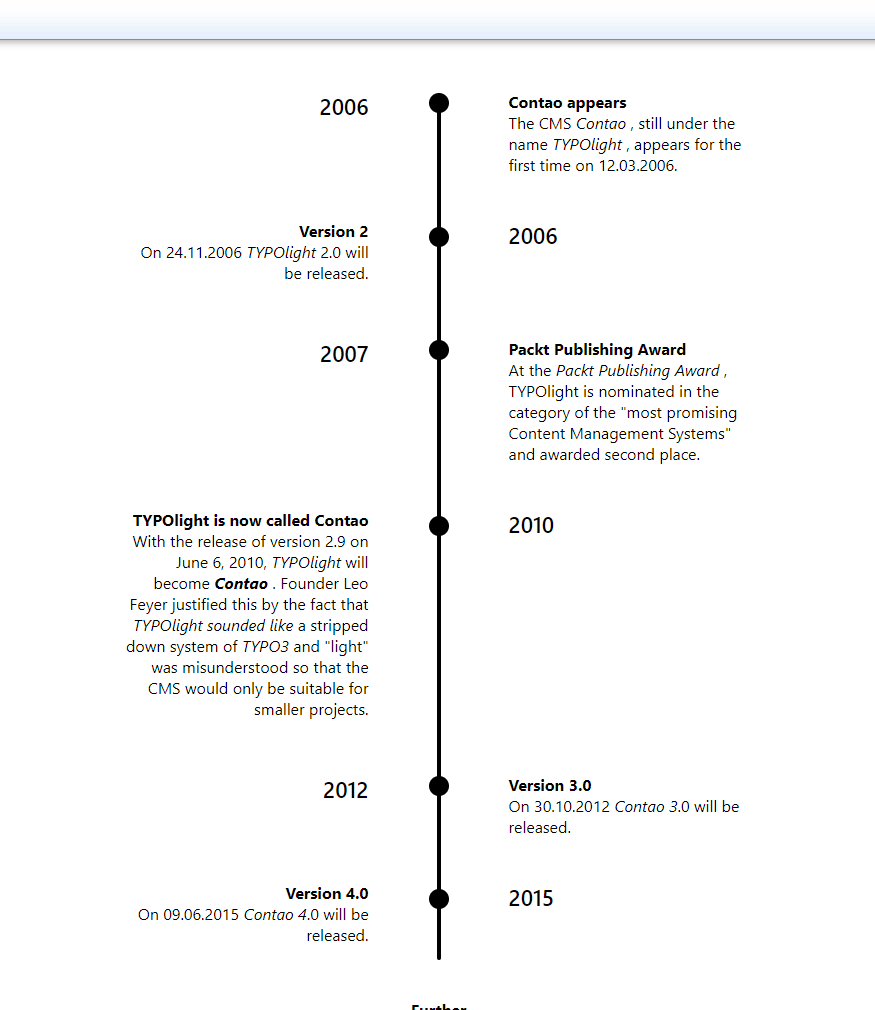 2006
Contao appears
The CMS Contao , still under the
name TYPOlight , appears for the
first time on 12.03.2006.
Version 2
On 24.11.2006 TYPOlight 2.0 will
be released.
2006
2007
Packt Publishing Award
At the Packt Publishing Award ,
TYPOlight is nominated in the
category of the "most promising
Content Management Systems"
and awarded second place.
TYPOlight is now called Contao
With the release of version 2.9 on
June 6, 2010, TYPOlight will
become Contao . Founder Leo
Feyer justified this by the fact that
TYPOlight sounded like a stripped
down system of TYPO3 and "light"
was misunderstood so that the
CMS would only be suitable for
smaller projects.
2010
2012
Version 3.0
On 30.10.2012 Contao 3.0 will be
released.
Version 4.0
On 09.06.2015 Contao 4.0 will be
released.
2015
Further